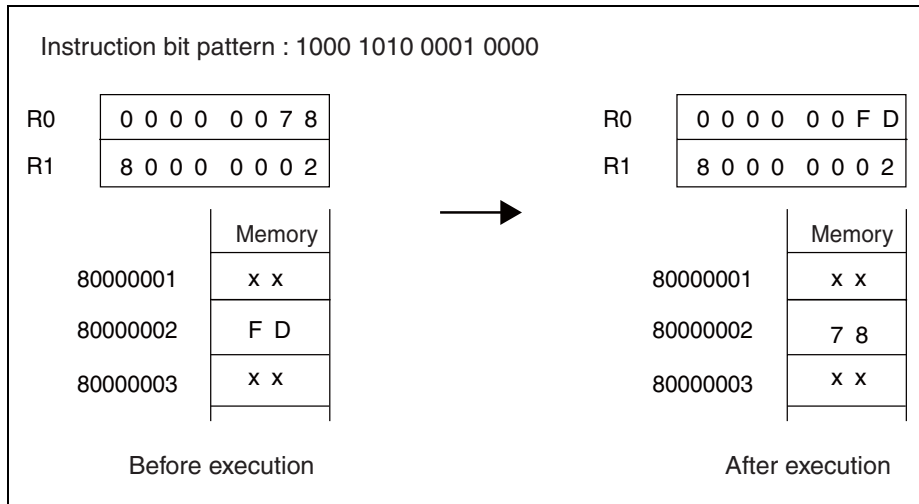 Instruction bit pattern : 1000 1010 0001 0000
R0 0 0 0 0 0 0 7 8
R1 8 0 0 0 0 0 0 2
Memory
80000001 x x
80000002 F D
80000003 x x
Before execution
R0 0 0 0 0 0 0 F D
R1 8 0 0 0 0 0 0 2
Memory
80000001 x x
80000002 7 8
80000003 x x
After execution